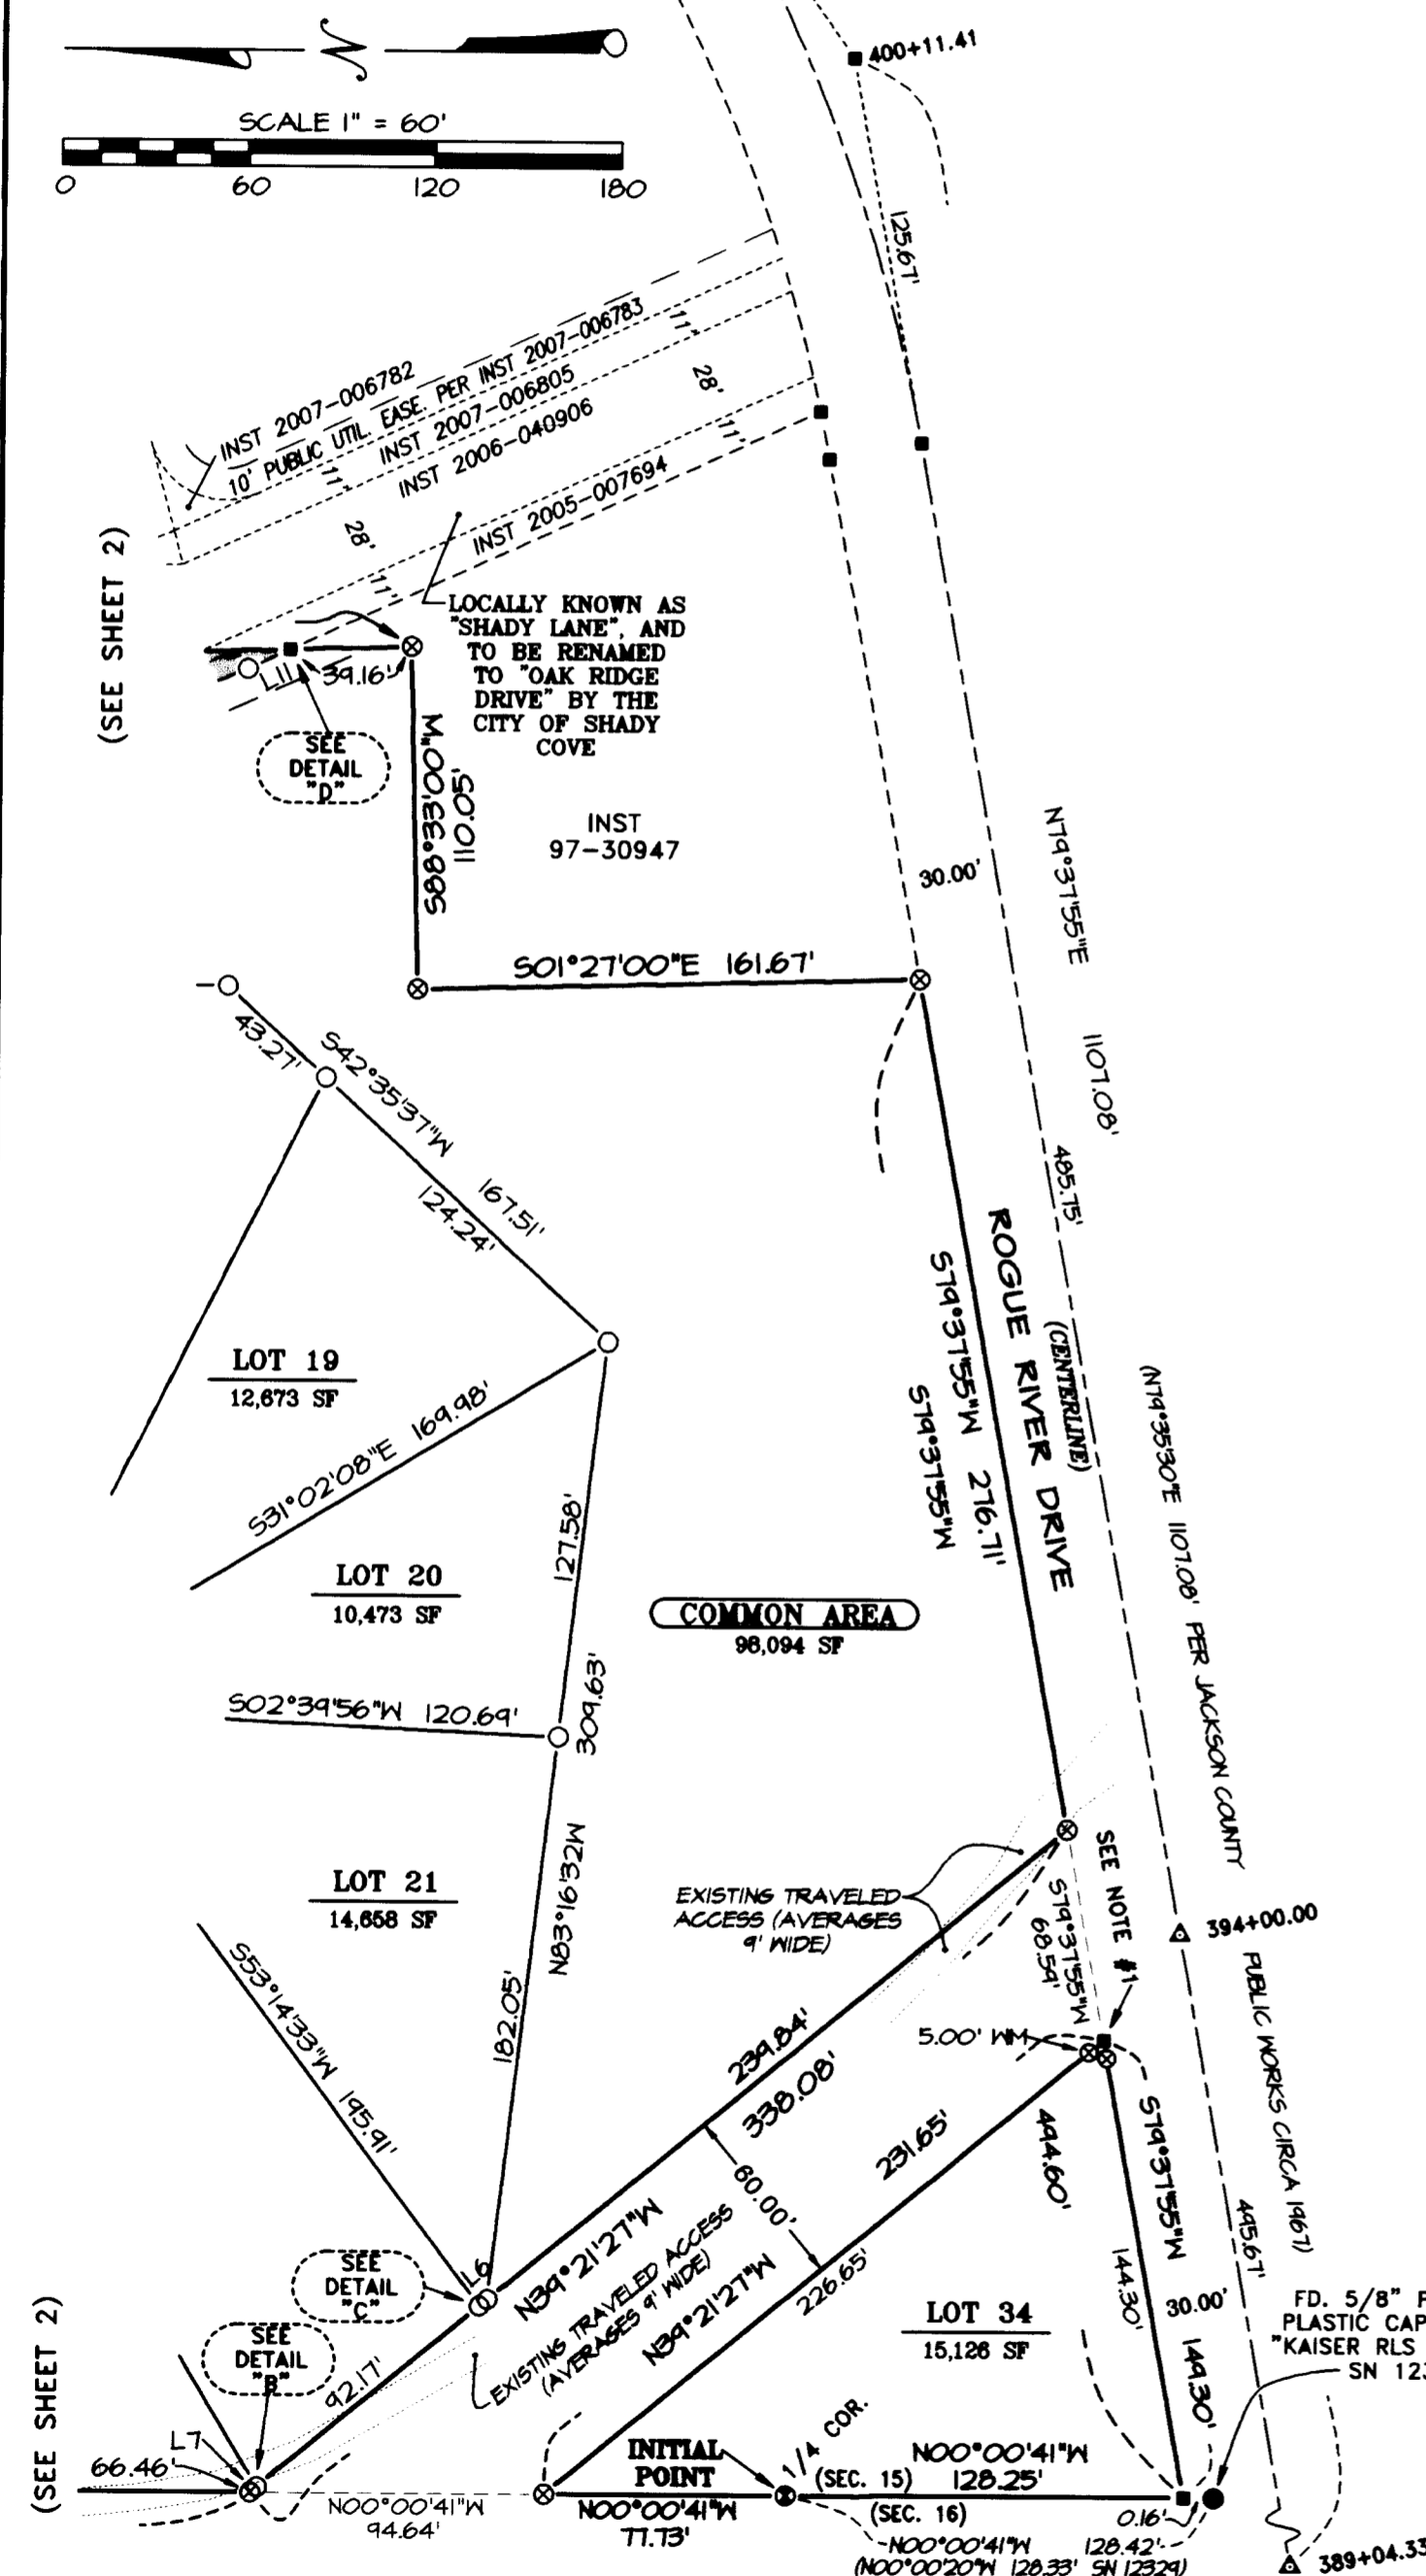 400+11.41
SCALE 1" = 60'
0 60 120 180
125.67'
INST 2007-006782
10' PUBLIC UTIL. EASE. PER INST 2007-006783
INST 2007-006805
INST 2006-040906
INST 2005-007694
11'
28'
11'
11'
28'
11'
(SEE SHEET 2)
LOCALLY KNOWN AS
"SHADY LANE", AND
TO BE RENAMED
TO "OAK RIDGE
DRIVE" BY THE
CITY OF SHADY
COVE
L11
39.16'
SEE
DETAIL
"D"
S88°33'00"W
110.05'
INST
97-30947
30.00'
N79°37'55"E 1107.08'
S01°27'00"E 161.67'
43.27'
S42°35'37"W 167.51'
124.24'
485.75'
ROGUE RIVER DRIVE
(CENTERLINE)
S79°37'55"W 276.71'
S79°37'55"W
LOT 19
12,673 SF
S31°02'08"E 169.98'
(N79°35'30"E 1107.08' PER JACKSON COUNTY
PUBLIC WORKS CIRCA 1967)
127.58'
LOT 20
10,473 SF
COMMON AREA
98,094 SF
S02°39'56"W 120.69'
309.63'
N83°16'32W
182.05'
LOT 21
14,658 SF
EXISTING TRAVELED
ACCESS (AVERAGES
9' WIDE)
SEE NOTE #1
S79°37'55"W
68.59'
394+00.00
S53°14'33"W 195.91'
5.00' WM
239.84'
338.08'
N39°21'27"W
60.00'
231.65'
494.60'
S79°37'55"W
144.30'
149.30'
495.67'
30.00'
EXISTING TRAVELED ACCESS
(AVERAGES 9' WIDE)
N39°21'27"W
226.65'
L6
SEE
DETAIL
"C"
SEE
DETAIL
"B"
92.17'
LOT 34
15,126 SF
FD. 5/8"
PLASTIC CAP
"KAISER RLS
SN
(SEE SHEET 2)
L7
66.46'
N00°00'41"W
94.64'
INITIAL
POINT
1/4 COR.
N00°00'41"W
77.73'
N00°00'41"W
(SEC. 15) 128.25'
(SEC. 16)
0.16'
N00°00'41"W 128.42'
(N00°00'20"W 128.33' SN 12329)
389+04.33